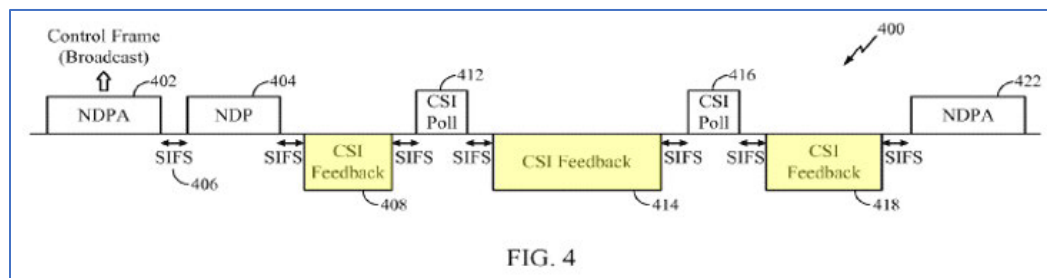 Control Frame
(Broadcast)
400
402
404
412
416
422
NDPA
NDP
CSI
Poll
CSI
Poll
NDPA
SIFS
SIFS
CSI
Feedback
SIFS
SIFS
CSI Feedback
SIFS
SIFS
CSI
Feedback
SIFS
406
408
414
418
FIG. 4